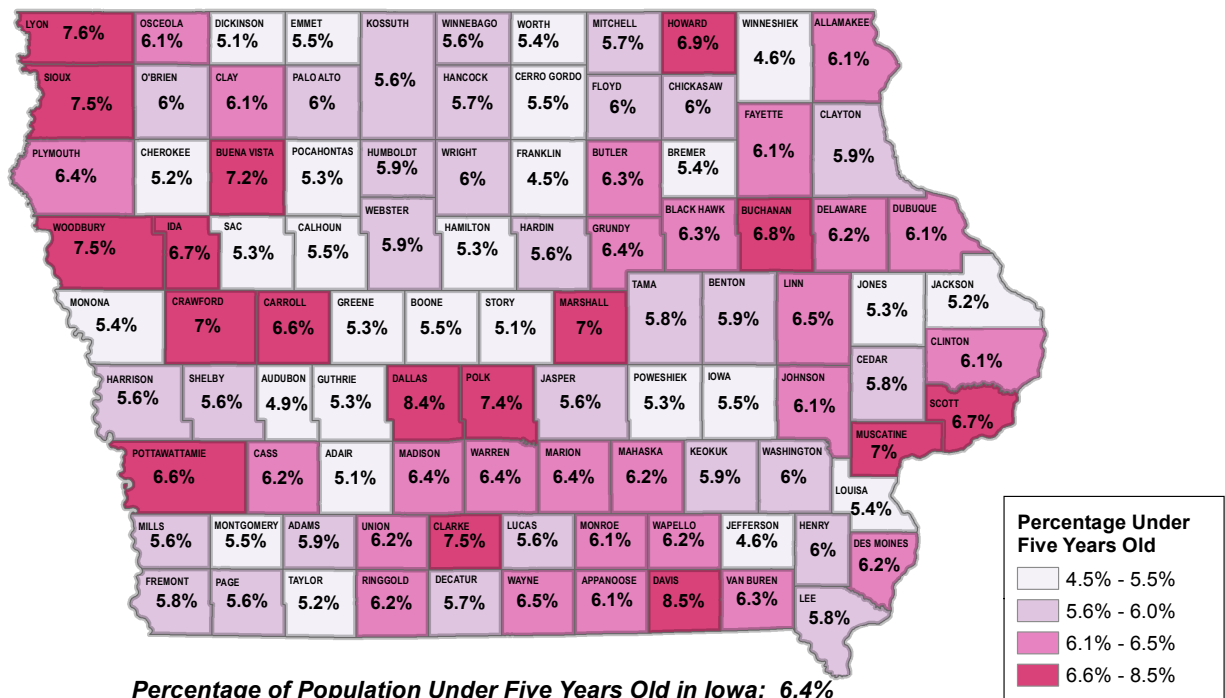 LYON
7.6%
OSCEOLA
6.1%
DICKINSON
5.1%
EMMET
5.5%
KOSSUTH
5.6%
WINNEBAGO
5.6%
WORTH
5.4%
MITCHELL
5.7%
HOWARD
6.9%
WINNESHIEK
4.6%
ALLAMAKEE
6.1%
SIOUX
7.5%
O'BRIEN
6%
CLAY
6.1%
PALO ALTO
6%
HANCOCK
5.7%
CERRO GORDO
5.5%
FLOYD
6%
CHICKASAW
6%
FAYETTE
6.1%
CLAYTON
5.9%
PLYMOUTH
6.4%
CHEROKEE
5.2%
BUENA VISTA
7.2%
POCAHONTAS
5.3%
HUMBOLDT
5.9%
WRIGHT
6%
FRANKLIN
4.5%
BUTLER
6.3%
BREMER
5.4%
WOODBURY
7.5%
IDA
6.7%
SAC
5.3%
CALHOUN
5.5%
WEBSTER
5.9%
HAMILTON
5.3%
HARDIN
5.6%
GRUNDY
6.4%
BLACK HAWK
6.3%
BUCHANAN
6.8%
DELAWARE
6.2%
DUBUQUE
6.1%
MONONA
5.4%
CRAWFORD
7%
CARROLL
6.6%
GREENE
5.3%
BOONE
5.5%
STORY
5.1%
MARSHALL
7%
TAMA
5.8%
BENTON
5.9%
LINN
6.5%
JONES
5.3%
JACKSON
5.2%
CLINTON
6.1%
CEDAR
5.8%
HARRISON
5.6%
SHELBY
5.6%
AUDUBON
4.9%
GUTHRIE
5.3%
DALLAS
8.4%
POLK
7.4%
JASPER
5.6%
POWESHIEK
5.3%
IOWA
5.5%
JOHNSON
6.1%
SCOTT
6.7%
MUSCATINE
7%
POTTAWATTAMIE
6.6%
CASS
6.2%
ADAIR
5.1%
MADISON
6.4%
WARREN
6.4%
MARION
6.4%
MAHASKA
6.2%
KEOKUK
5.9%
WASHINGTON
6%
LOUISA
5.4%
MILLS
5.6%
MONTGOMERY
5.5%
ADAMS
5.9%
UNION
6.2%
CLARKE
7.5%
LUCAS
5.6%
MONROE
6.1%
WAPELLO
6.2%
JEFFERSON
4.6%
HENRY
6%
DES MOINES
6.2%
FREMONT
5.8%
PAGE
5.6%
TAYLOR
5.2%
RINGGOLD
6.2%
DECATUR
5.7%
WAYNE
6.5%
APPANOOSE
6.1%
DAVIS
8.5%
VAN BUREN
6.3%
LEE
5.8%
Percentage Under
Five Years Old
4.5% - 5.5%
5.6% - 6.0%
6.1% - 6.5%
6.6% - 8.5%
Percentage of Population Under Five Years Old in Iowa: 6.4%